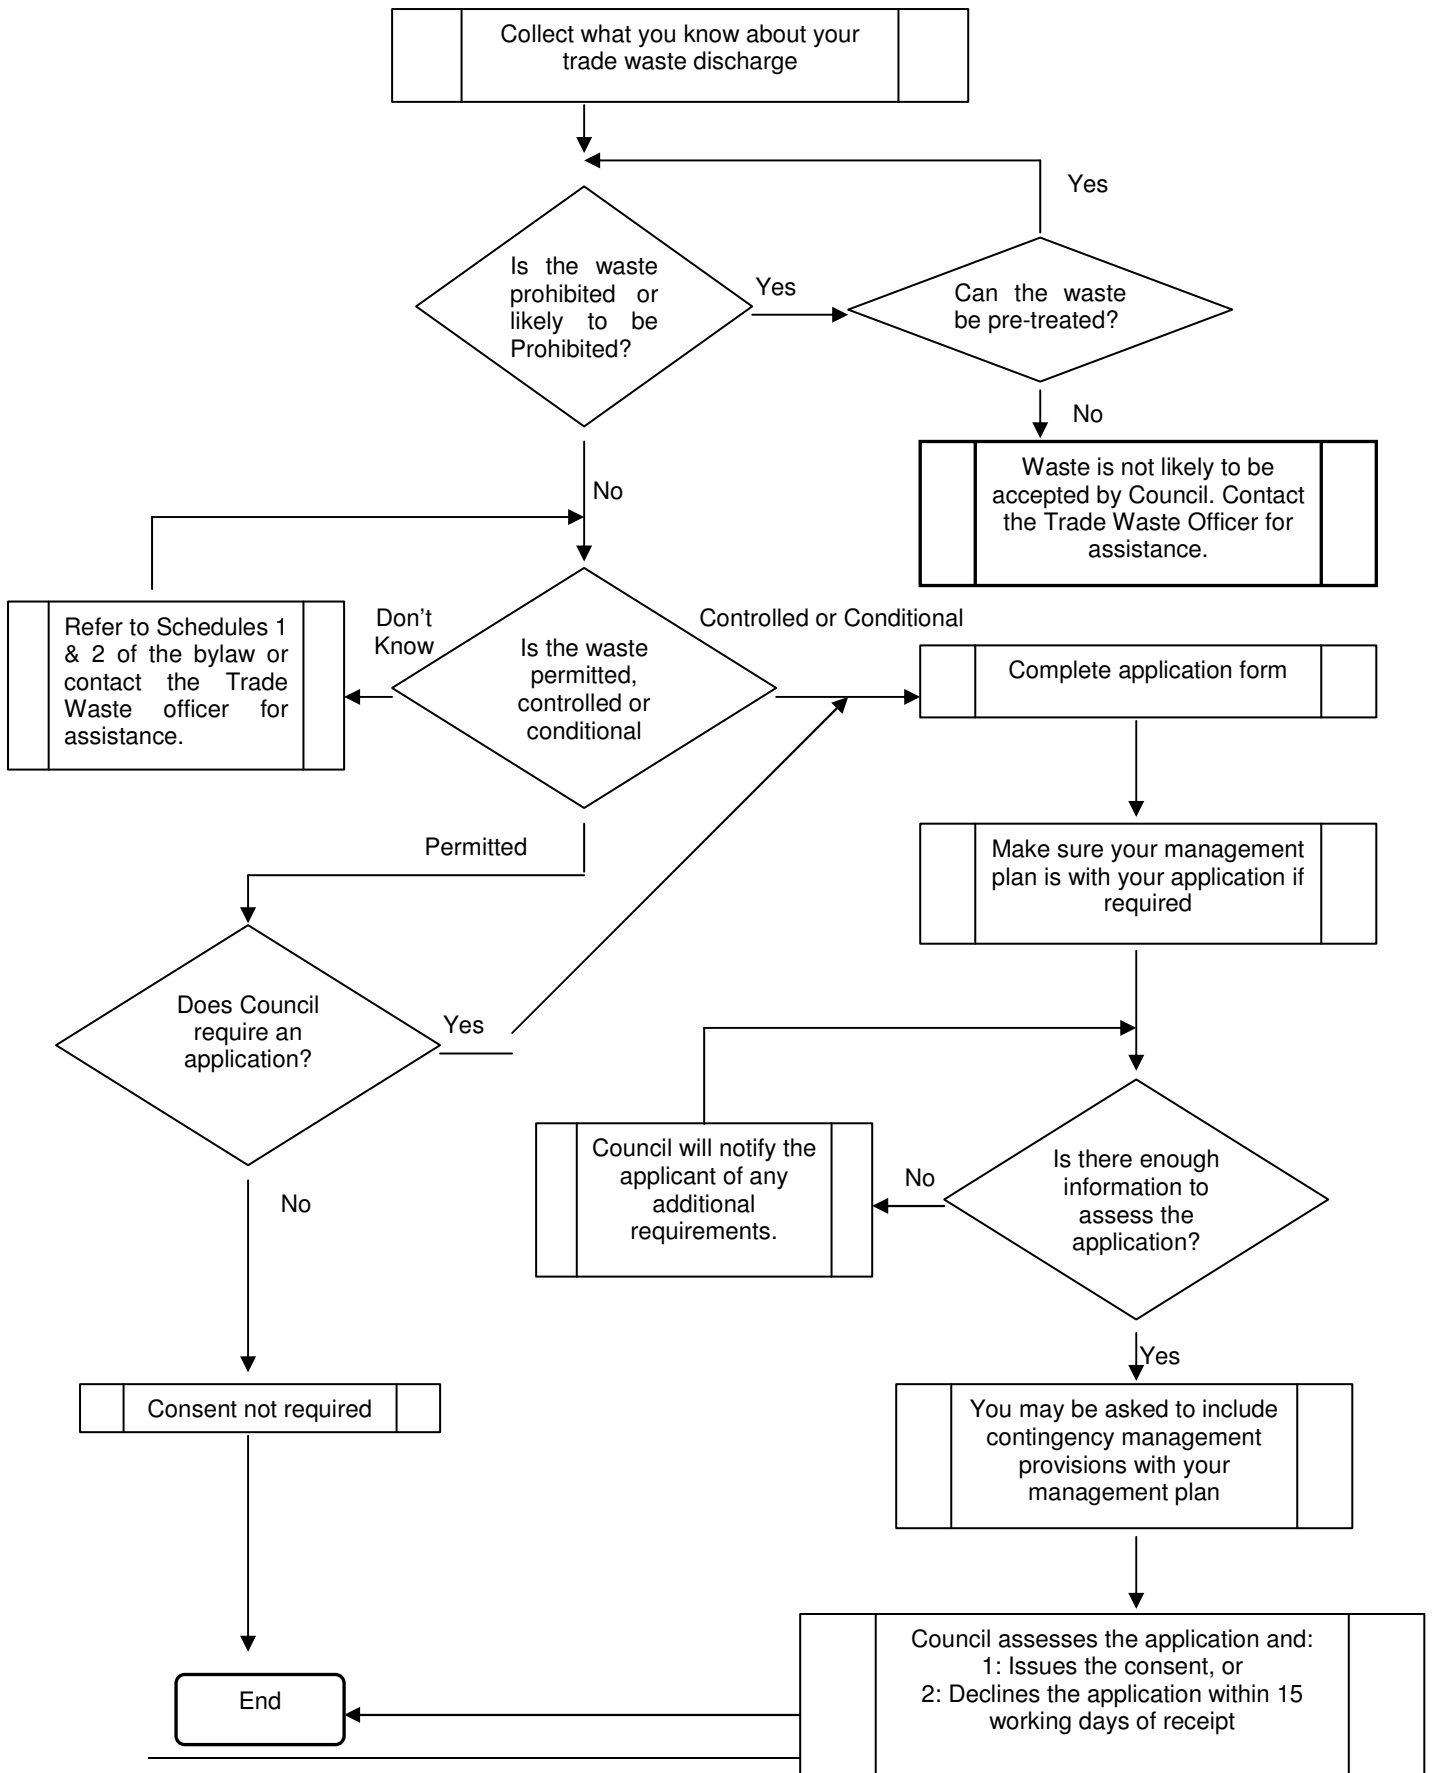 Collect what you know about your
trade waste discharge
Yes
Is the waste
prohibited or
likely to be
Prohibited?
Yes
Can the waste
be pre-treated?
No
No
Waste is not likely to be
accepted by Council. Contact
the Trade Waste Officer for
assistance.
Refer to Schedules 1
& 2 of the bylaw or
contact the Trade
Waste officer for
assistance.
Don't
Know
Is the waste
permitted,
controlled or
conditional
Controlled or Conditional
Complete application form
Permitted
Make sure your management
plan is with your application if
required
Does Council
require an
application?
Yes
Council will notify the
applicant of any
additional
requirements.
No
Is there enough
information to
assess the
application?
No
Yes
Consent not required
You may be asked to include
contingency management
provisions with your
management plan
End
Council assesses the application and:
1: Issues the consent, or
2: Declines the application within 15
working days of receipt